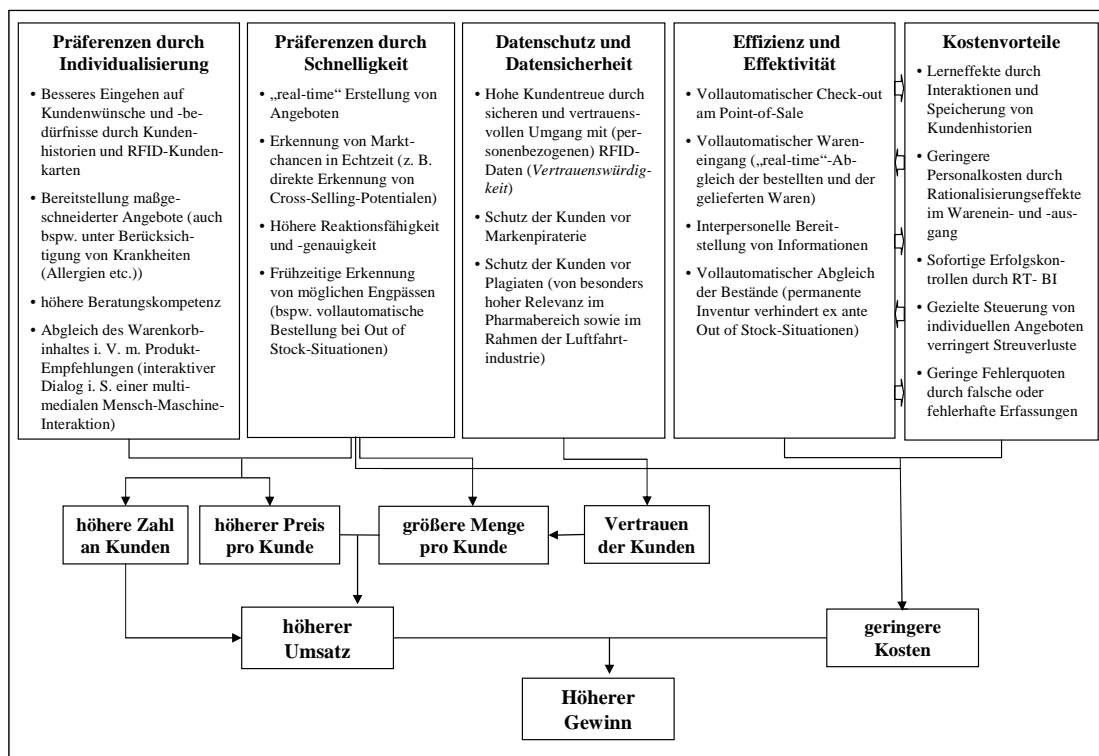 Präferenzen durch
Individualisierung
• Besseres Eingehen auf
Kundenwünsche und -be-
dürfnisse durch Kunden-
historien und RFID-Kunden-
karten
• Bereitstellung maßge-
schneiderter Angebote (auch
bspw. unter Berücksich-
tigung von Krankheiten
(Allergien etc.))
• höhere Beratungskompetenz
• Abgleich des Warenkorb-
inhaltes i. V. m. Produkt-
Empfehlungen (interaktiver
Dialog i. S. einer multi-
medialen Mensch-Maschine-
Interaktion)
Präferenzen durch
Schnelligkeit
• „real-time“ Erstellung von
Angeboten
• Erkennung von Markt-
chancen in Echtzeit (z. B.
direkte Erkennung von
Cross-Selling-Potentialen)
• Höhere Reaktionsfähigkeit
und -genauigkeit
• Frühzeitige Erkennung
von möglichen Engpässen
(bspw. vollautomatische
Bestellung bei Out of
Stock-Situationen)
Datenschutz und
Datensicherheit
• Hohe Kundentreue durch
sicheren und vertrauens-
vollen Umgang mit (per-
sonenbezogenen) RFID-
Daten (Vertrauenswürdig-
keit)
• Schutz der Kunden vor
Markenpiraterie
• Schutz der Kunden vor
Plagiaten (von besonders
hoher Relevanz im
Pharmabereich sowie im
Rahmen der Luftfahrt-
industrie)
Effizienz und
Effektivität
• Vollautomatischer Check-out
am Point-of-Sale
• Vollautomatischer Waren-
eingang („real-time“-Ab-
gleich der bestellten und der
gelieferten Waren)
• Interpersonelle Bereit-
stellung von Informationen
• Vollautomatischer Abgleich
der Bestände (permanente
Inventur verhindert ex ante
Out of Stock-Situationen)
Kostenvorteile
• Lerneffekte durch
Interaktionen und
Speicherung von
Kundenhistorien
• Geringere
Personalkosten durch
Rationalisierungseffekte
im Warenein- und -aus-
gang
• Sofortige Erfolgskon-
trollen durch RT- BI
• Gezielte Steuerung von
individuellen Angeboten
verringert Streuverluste
• Geringe Fehlerquoten
durch falsche oder
fehlerhafte Erfassungen
höhere Zahl
an Kunden
höherer Preis
pro Kunde
größere Menge
pro Kunde
Vertrauen
der Kunden
höherer
Umsatz
geringere
Kosten
Höherer
Gewinn